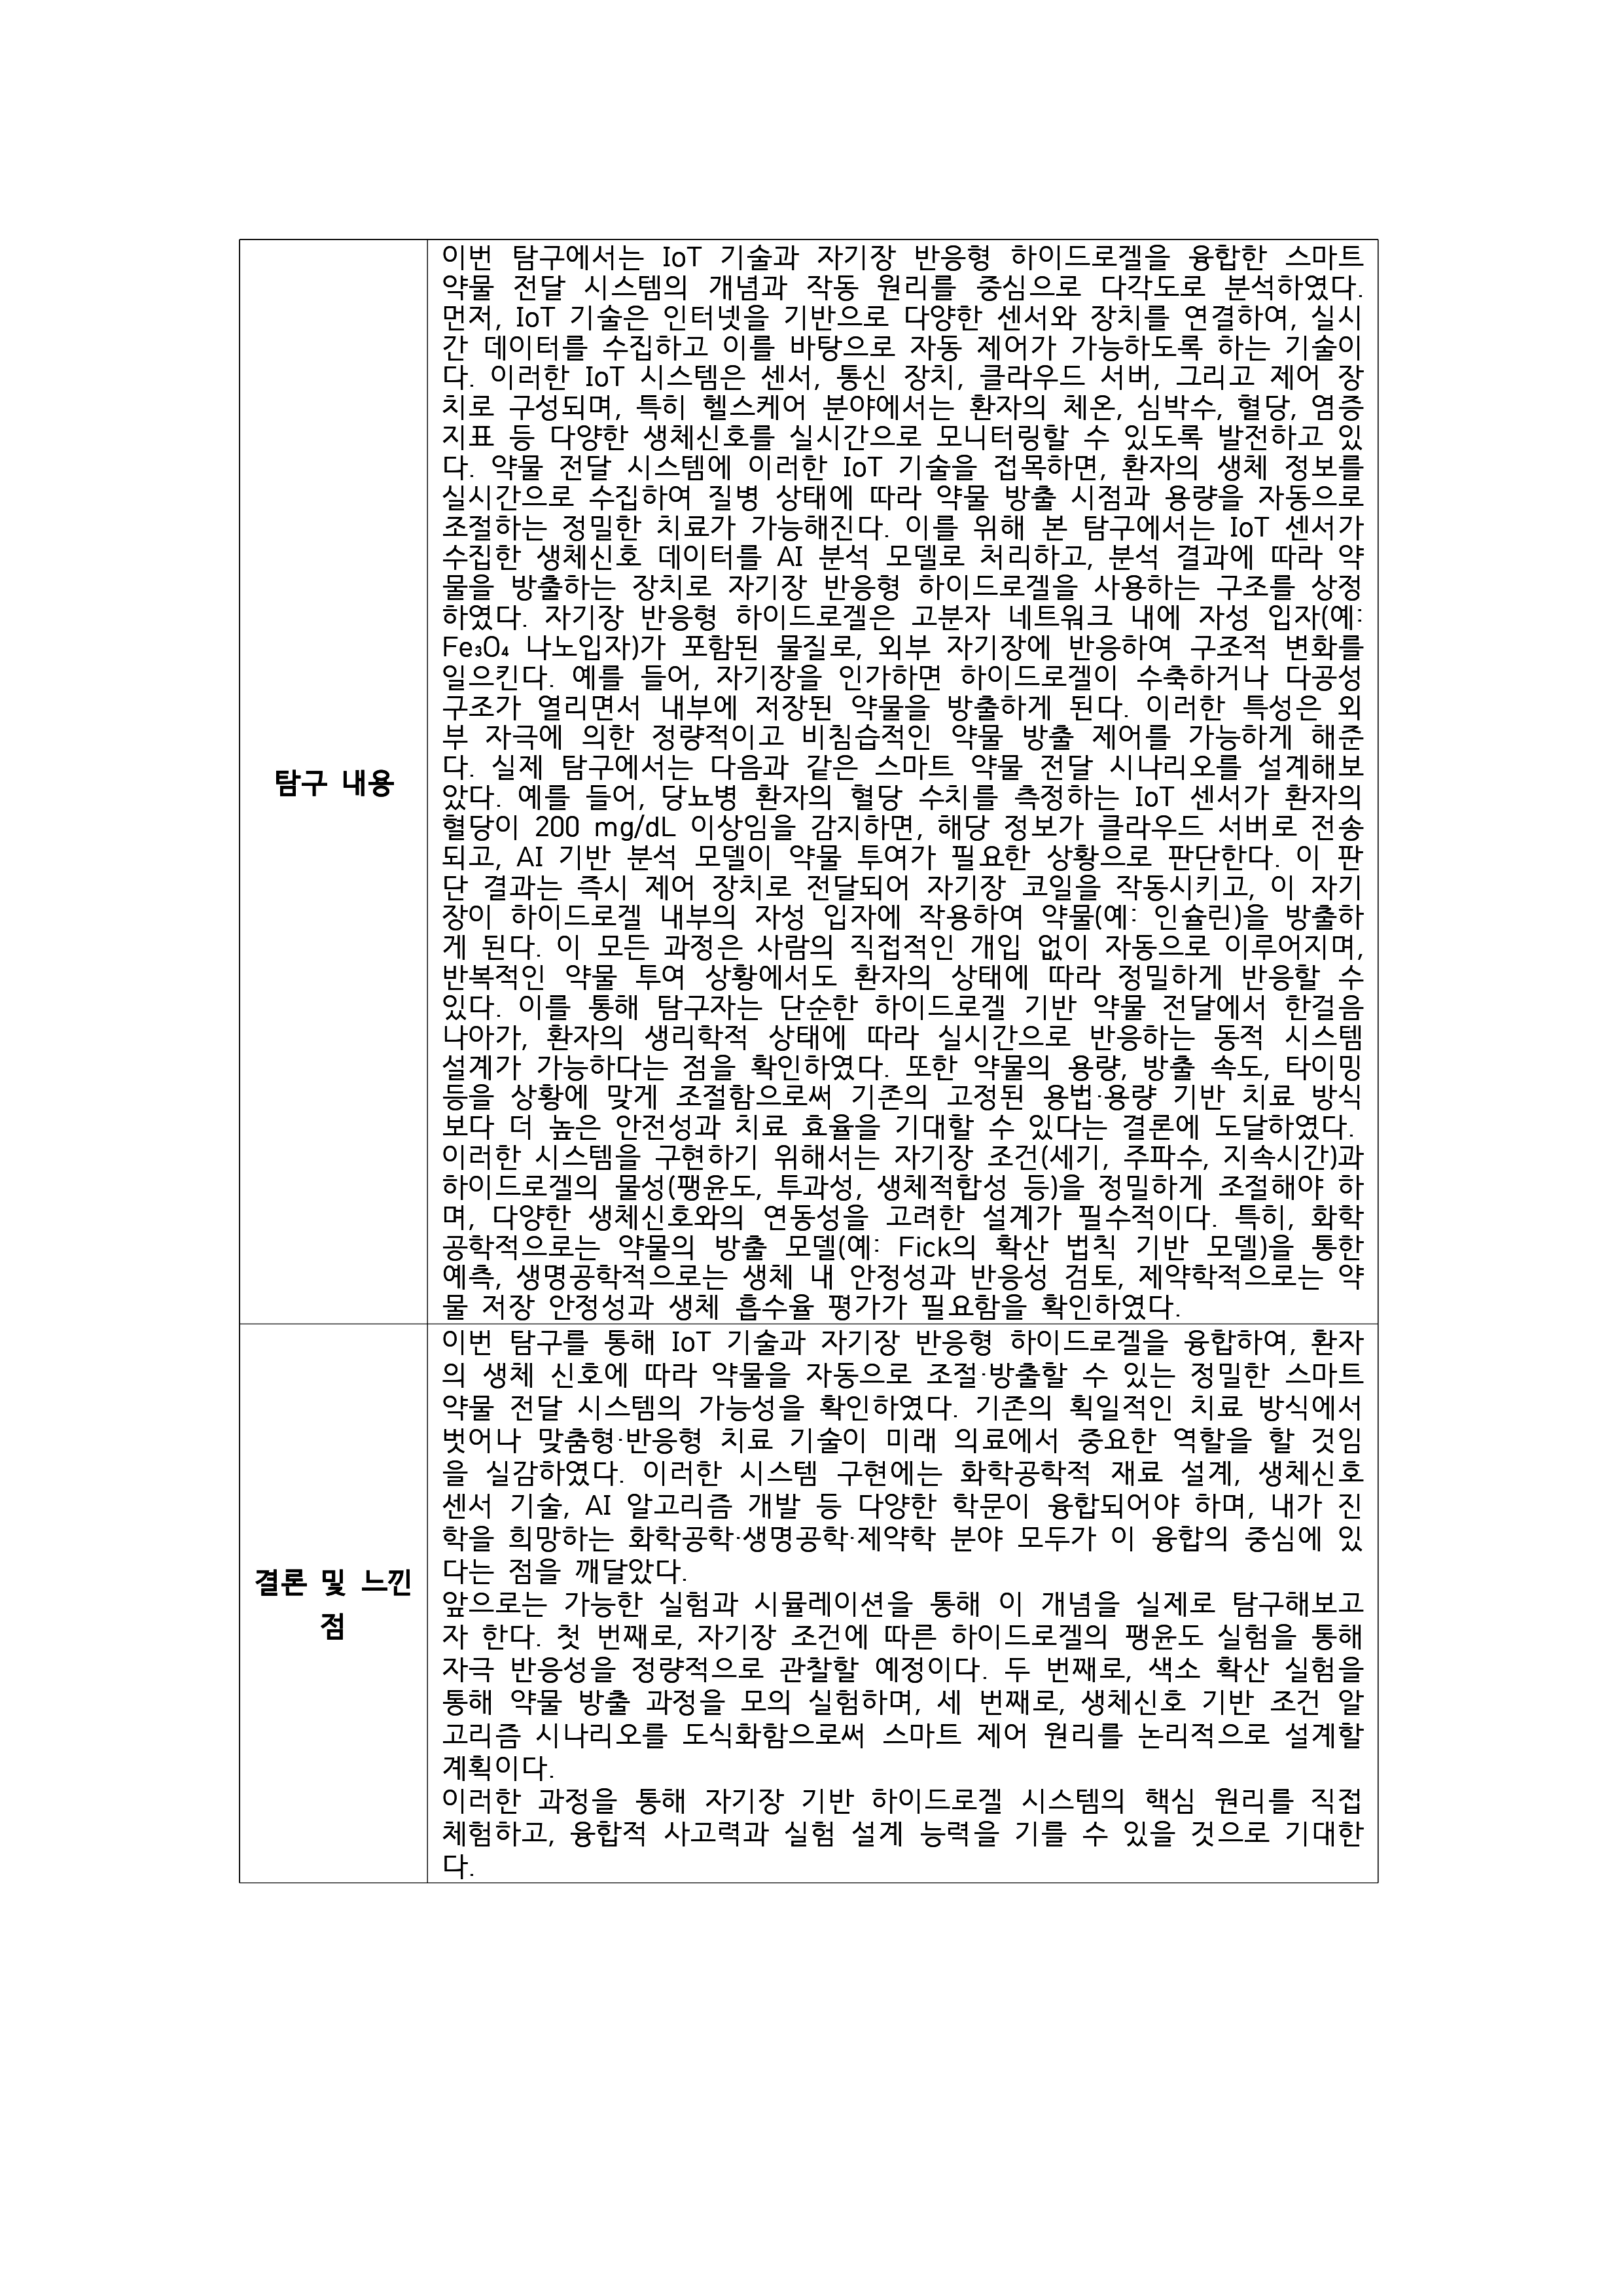 이번 탐구에서는 IoT 기술과 자기장 반응형 하이드로겔을 융합한 스마트
약물 전달 시스템의 개념과 작동 원리를 중심으로 다각도로 분석하였다.
먼저, IoT 기술은 인터넷을 기반으로 다양한 센서와 장치를 연결하여, 실시
간 데이터를 수집하고 이를 바탕으로 자동 제어가 가능하도록 하는 기술이
다. 이러한 IoT 시스템은 센서, 통신 장치, 클라우드 서버, 그리고 제어 장
치로 구성되며, 특히 헬스케어 분야에서는 환자의 체온, 심박수, 혈당, 염증
지표 등 다양한 생체신호를 실시간으로 모니터링할 수 있도록 발전하고 있
다. 약물 전달 시스템에 이러한 IoT 기술을 접목하면, 환자의 생체 정보를
실시간으로 수집하여 질병 상태에 따라 약물 방출 시점과 용량을 자동으로
조절하는 정밀한 치료가 가능해진다. 이를 위해 본 탐구에서는 IoT 센서가
수집한 생체신호 데이터를 AI 분석 모델로 처리하고, 분석 결과에 따라 약
물을 방출하는 장치로 자기장 반응형 하이드로겔을 사용하는 구조를 상정
하였다. 자기장 반응형 하이드로겔은 고분자 네트워크 내에 자성 입자(예:
Fe₃O₄ 나노입자)가 포함된 물질로, 외부 자기장에 반응하여 구조적 변화를
일으킨다. 예를 들어, 자기장을 인가하면 하이드로겔이 수축하거나 다공성
구조가 열리면서 내부에 저장된 약물을 방출하게 된다. 이러한 특성은 외
부 자극에 의한 정량적이고 비침습적인 약물 방출 제어를 가능하게 해준
다. 실제 탐구에서는 다음과 같은 스마트 약물 전달 시나리오를 설계해보
탐구 내용
았다. 예를 들어, 당뇨병 환자의 혈당 수치를 측정하는 IoT 센서가 환자의
혈당이 200 mg/dL 이상임을 감지하면, 해당 정보가 클라우드 서버로 전송
되고, AI 기반 분석 모델이 약물 투여가 필요한 상황으로 판단한다. 이 판
단 결과는 즉시 제어 장치로 전달되어 자기장 코일을 작동시키고, 이 자기
장이 하이드로겔 내부의 자성 입자에 작용하여 약물(예: 인슐린)을 방출하
게 된다. 이 모든 과정은 사람의 직접적인 개입 없이 자동으로 이루어지며,
반복적인 약물 투여 상황에서도 환자의 상태에 따라 정밀하게 반응할 수
있다. 이를 통해 탐구자는 단순한 하이드로겔 기반 약물 전달에서 한걸음
나아가, 환자의 생리학적 상태에 따라 실시간으로 반응하는 동적 시스템
설계가 가능하다는 점을 확인하였다. 또한 약물의 용량, 방출 속도, 타이밍
등을 상황에 맞게 조절함으로써 기존의 고정된 용법·용량 기반 치료 방식
보다 더 높은 안전성과 치료 효율을 기대할 수 있다는 결론에 도달하였다.
이러한 시스템을 구현하기 위해서는 자기장 조건(세기, 주파수, 지속시간)과
하이드로겔의 물성(팽윤도, 투과성, 생체적합성 등)을 정밀하게 조절해야 하
며, 다양한 생체신호와의 연동성을 고려한 설계가 필수적이다. 특히, 화학
공학적으로는 약물의 방출 모델(예: Fick의 확산 법칙 기반 모델)을 통한
예측, 생명공학적으로는 생체 내 안정성과 반응성 검토, 제약학적으로는 약
물 저장 안정성과 생체 흡수율 평가가 필요함을 확인하였다.
이번 탐구를 통해 IoT 기술과 자기장 반응형 하이드로겔을 융합하여, 환자
의 생체 신호에 따라 약물을 자동으로 조절·방출할 수 있는 정밀한 스마트
약물 전달 시스템의 가능성을 확인하였다. 기존의 획일적인 치료 방식에서
벗어나 맞춤형·반응형 치료 기술이 미래 의료에서 중요한 역할을 할 것임
을 실감하였다. 이러한 시스템 구현에는 화학공학적 재료 설계, 생체신호
센서 기술, AI 알고리즘 개발 등 다양한 학문이 융합되어야 하며, 내가 진
학을 희망하는 화학공학·생명공학·제약학 분야 모두가 이 융합의 중심에 있
다는 점을 깨달았다.
결론 및 느낀
점
앞으로는 가능한 실험과 시뮬레이션을 통해 이 개념을 실제로 탐구해보고
자 한다. 첫 번째로, 자기장 조건에 따른 하이드로겔의 팽윤도 실험을 통해
자극 반응성을 정량적으로 관찰할 예정이다. 두 번째로, 색소 확산 실험을
통해 약물 방출 과정을 모의 실험하며, 세 번째로, 생체신호 기반 조건 알
고리즘 시나리오를 도식화함으로써 스마트 제어 원리를 논리적으로 설계할
계획이다.
이러한 과정을 통해 자기장 기반 하이드로겔 시스템의 핵심 원리를 직접
체험하고, 융합적 사고력과 실험 설계 능력을 기를 수 있을 것으로 기대한
다.